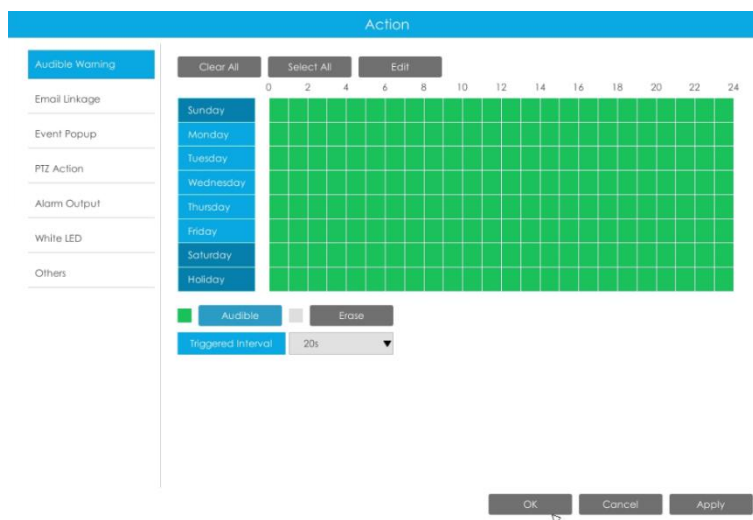 Action
Audible Warning
Email Linkage
Event Popup
PTZ Action
Alarm Output
White LED
Others
Clear All Select All Edit
0 2 4 6 8 10 12 14 16 18 20 22 24
Sunday
Monday
Tuesday
Wednesday
Thursday
Friday
Saturday
Holiday
Audible Erase
Triggered Interval 20s
OK Cancel Apply